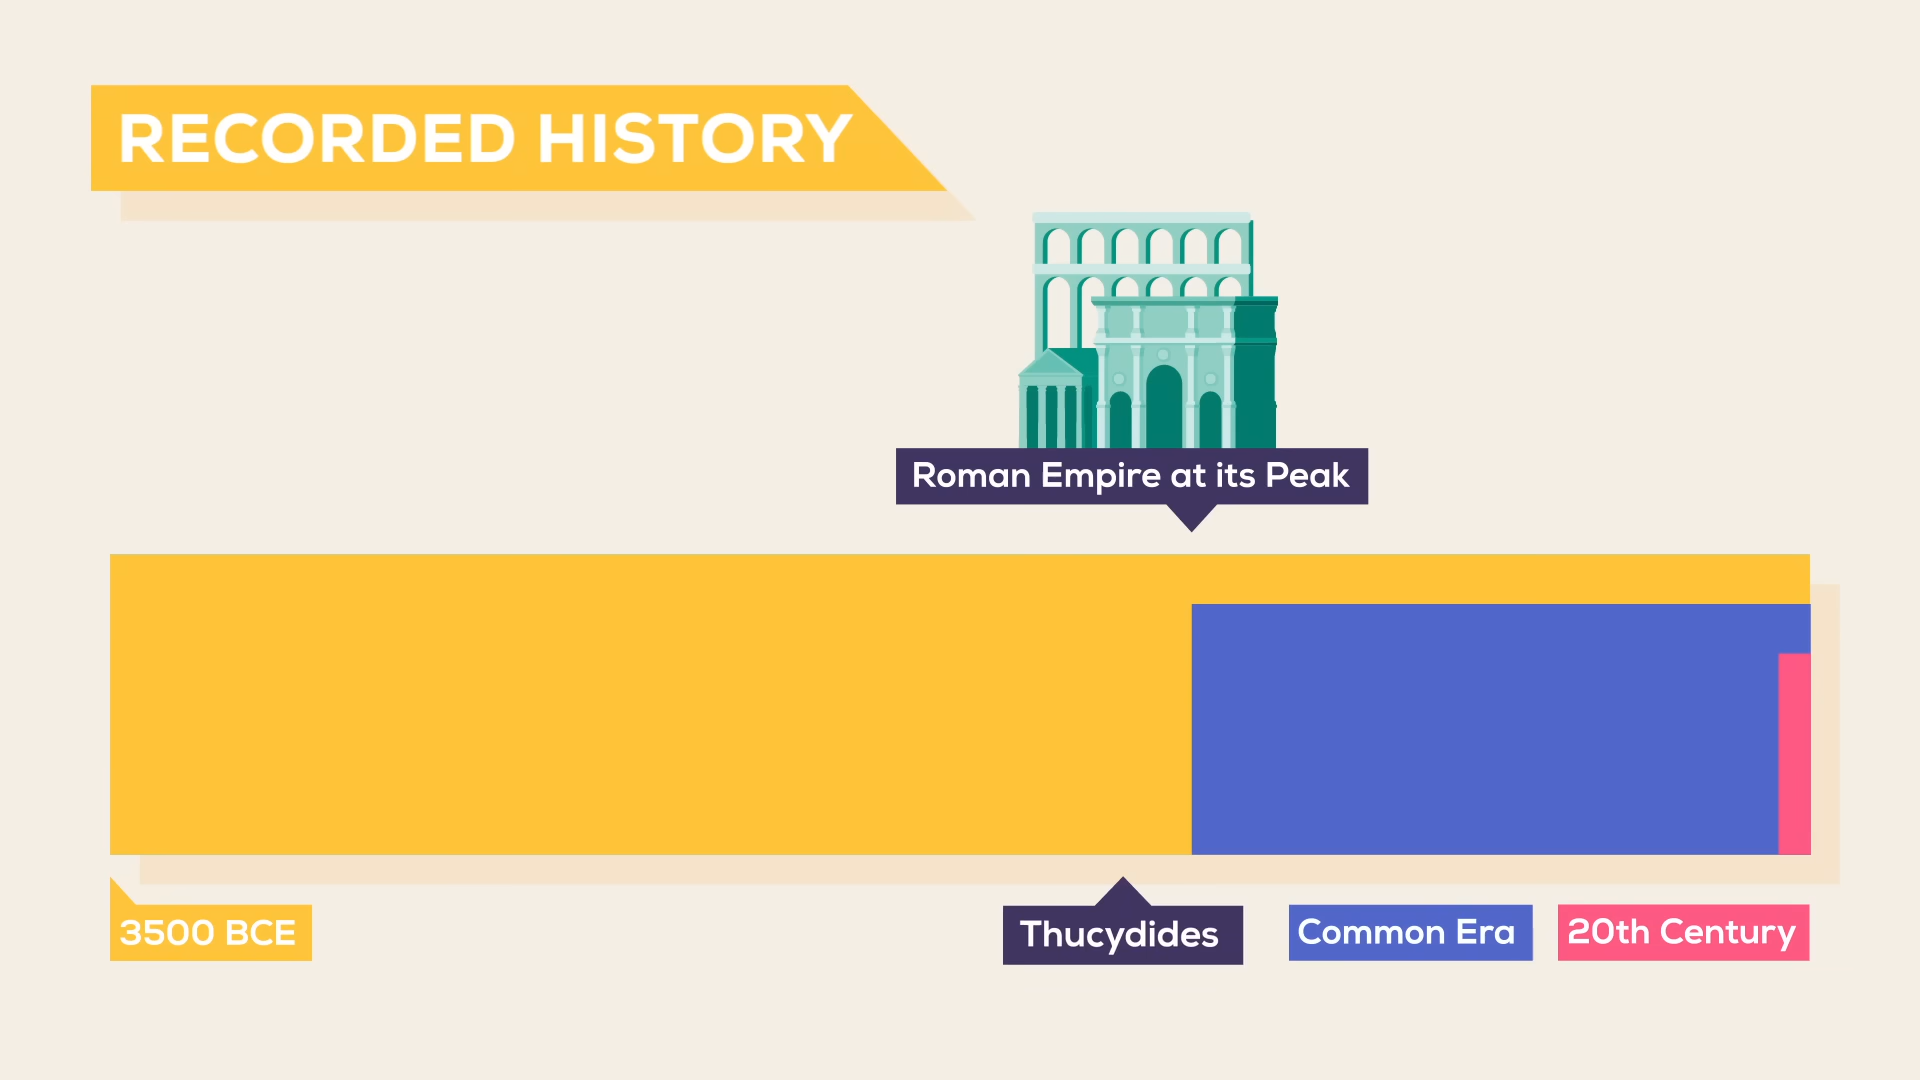 RECORDED HISTORY
Roman Empire at its Peak
3500 BCE
Thucydides
Common Era
20th Century